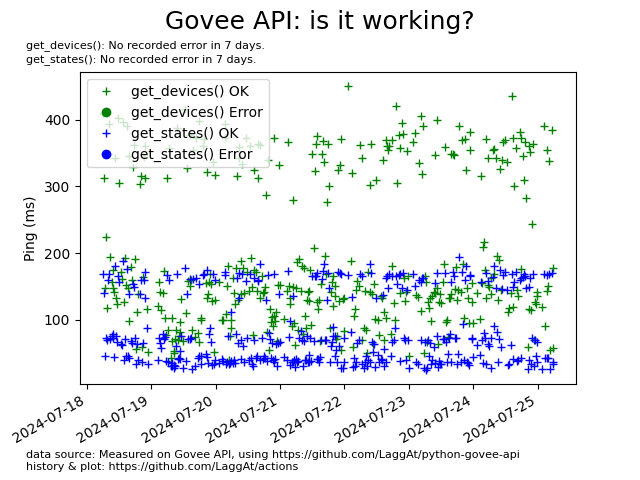 Govee API: is it working?
get_devices(): No recorded error in 7 days.
get_states(): No recorded error in 7 days.
get_devices() OK
get_devices() Error
get_states() OK
get_states() Error
Ping (ms)
400
300
200
100
2024-07-18
2024-07-19
2024-07-20
2024-07-21
2024-07-22
2024-07-23
2024-07-24
2024-07-25
data source: Measured on Govee API, using https://github.com/LaggAt/python-govee-api
history & plot: https://github.com/LaggAt/actions